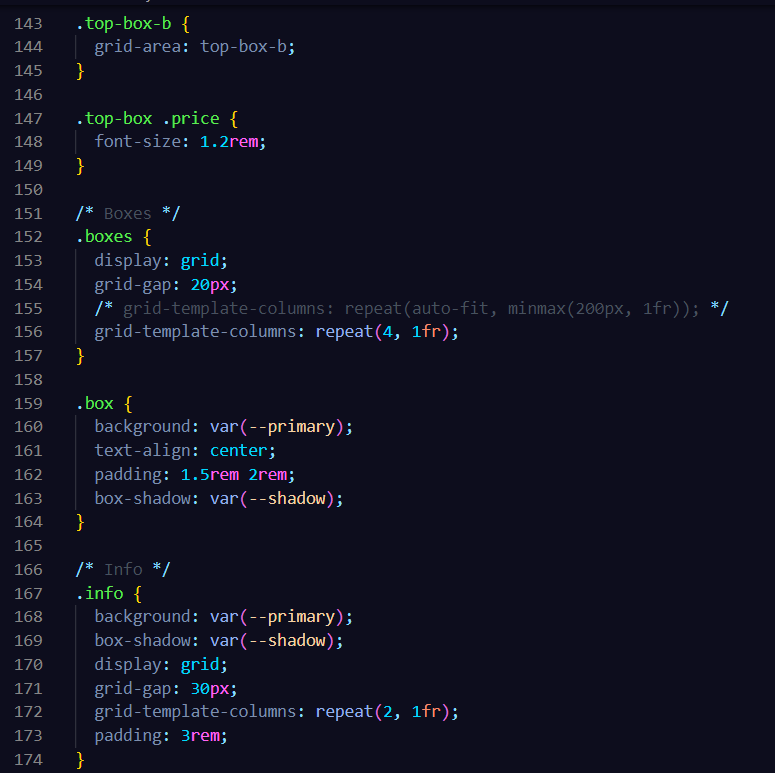 143 .top-box-b {
144 grid-area: top-box-b;
145 }
146
147 .top-box .price {
148 font-size: 1.2rem;
149 }
150
151 /* Boxes */
152 .boxes {
153 display: grid;
154 grid-gap: 20px;
155 /* grid-template-columns: repeat(auto-fit, minmax(200px, 1fr)); */
156 grid-template-columns: repeat(4, 1fr);
157 }
158
159 .box {
160 background: var(--primary);
161 text-align: center;
162 padding: 1.5rem 2rem;
163 box-shadow: var(--shadow);
164 }
165
166 /* Info */
167 .info {
168 background: var(--primary);
169 box-shadow: var(--shadow);
170 display: grid;
171 grid-gap: 30px;
172 grid-template-columns: repeat(2, 1fr);
173 padding: 3rem;
174 }